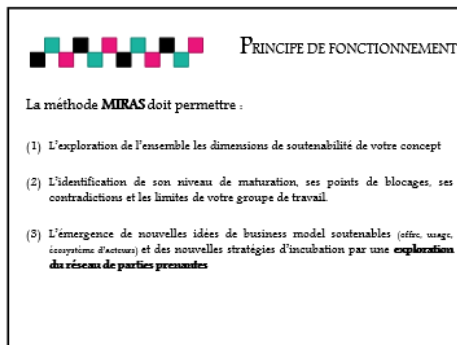 PRINCIPE DE FONCTIONNEMENT
La méthode MIRAS doit permettre :
(1) L'exploration de l'ensemble les dimensions de soutenabilité de votre concept
(2) L'identification de son niveau de maturation, ses points de blocages, ses
contradictions et les limites de votre groupe de travail.
(3) L'émergence de nouvelles idées de business model soutenables (offre, usage,
écosystème d'acteurs) et des nouvelles stratégies d'incubation par une exploration
du réseau de parties prenantes